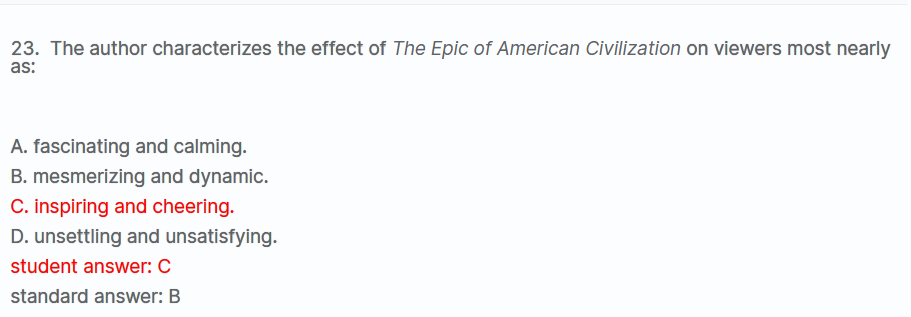 23.  The author characterizes the effect of The Epic of American Civilization on viewers most nearly
as:
A. fascinating and calming.
B. mesmerizing and dynamic.
C. inspiring and cheering.
D. unsettling and unsatisfying.
student answer: C
standard answer: B